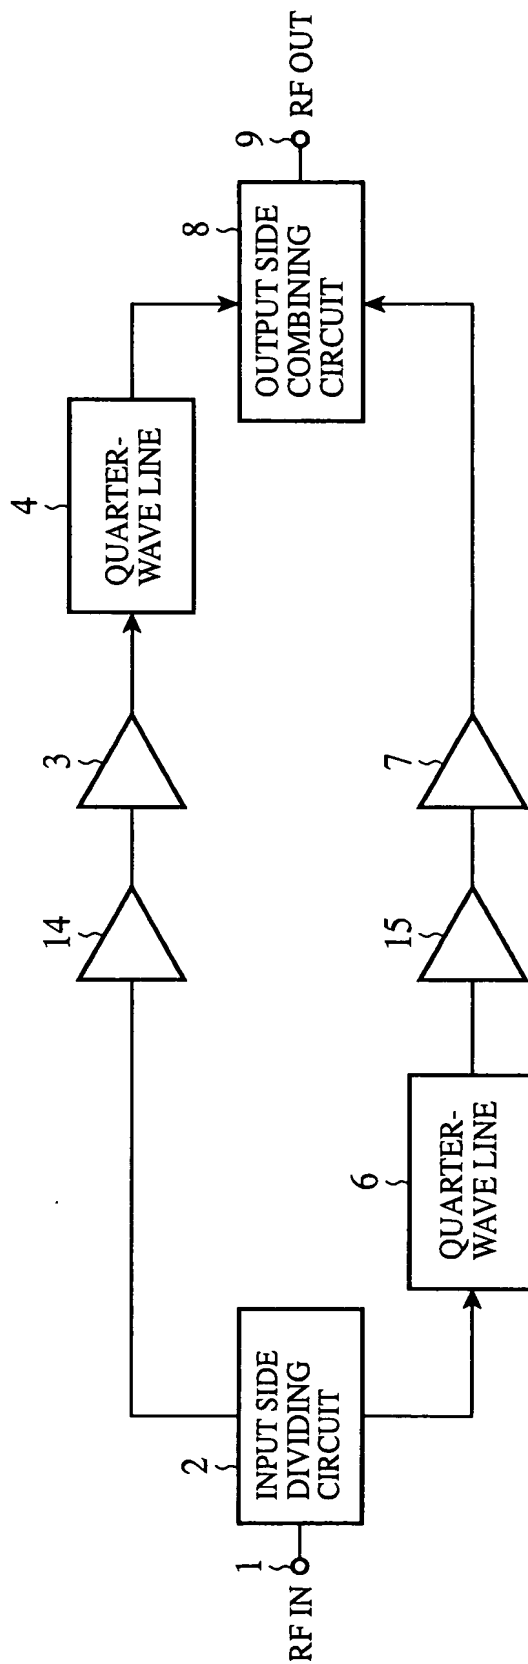 RF IN
1
2
INPUT SIDE
DIVIDING
CIRCUIT
14
3
4
QUARTER-
WAVE LINE
6
QUARTER-
WAVE LINE
15
7
8
OUTPUT SIDE
COMBINING
CIRCUIT
9
RF OUT